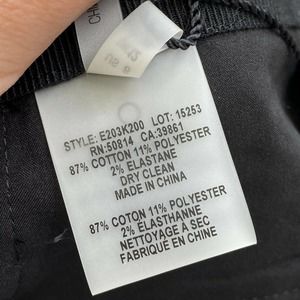 STYLE: E203K200 LOT: 15253
RN:50814 CA:39861
87% COTTON 11% POLYESTER
2% ELASTANE
DRY CLEAN
MADE IN CHINA
87% COTON 11% POLYESTER
2% ELASTHANNE
NETTOYAGE A SEC
FABRIQUÉ EN CHINE